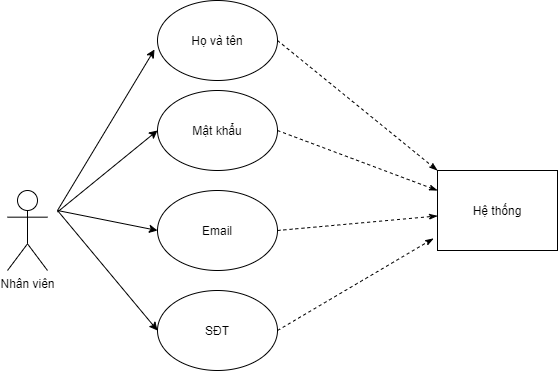 Họ và tên
Mật khẩu
Email
SĐT
Nhân viên
Hệ thống